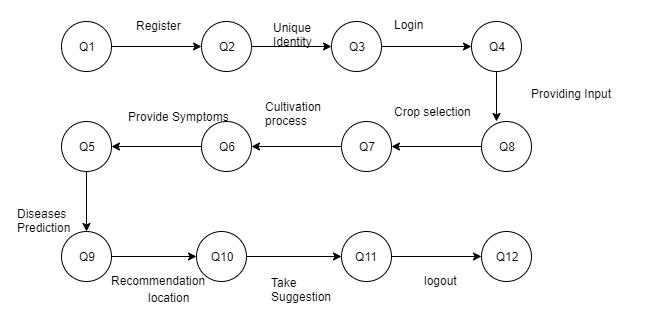 Register
Unique
Identity
Login
Q1
Q2
Q3
Q4
Providing Input
Provide Symptoms
Cultivation
process
Crop selection
Q5
Q6
Q7
Q8
Diseases
Prediction
Q9
Q10
Q11
Q12
Recommendation
location
Take
Suggestion
logout